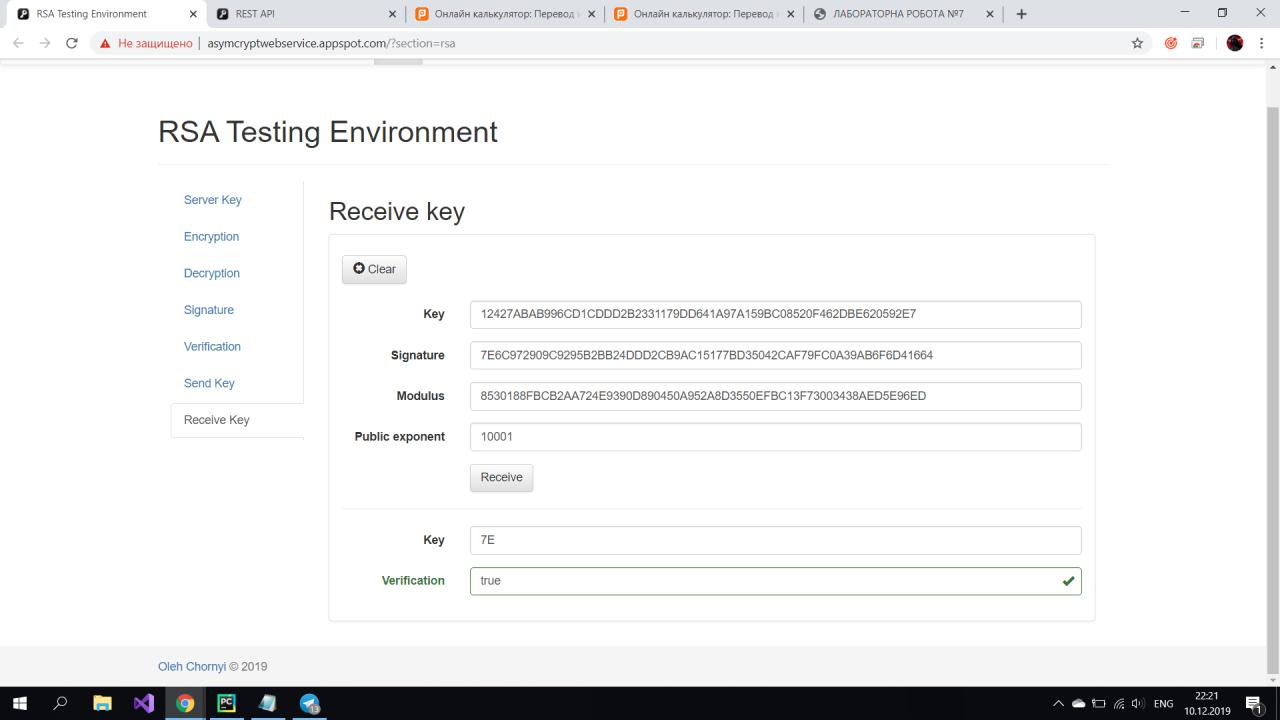 RSA Testing Environment
REST API
Онлайн калькулятор: Перевод
Онлайн калькулятор: Перевод
ЛАБОРАТОРНА РОБОТА №7
Не защищено
asymcryptwebservice.appspot.com/?section=rsa
RSA Testing Environment
Server Key
Encryption
Decryption
Signature
Verification
Send Key
Receive Key
Receive key
Clear
Key 12427ABAB996CD1CDDD2B2331179DD641A97A159BC08520F462DBE620592E7
Signature 7E6C972909C9295B2BB24DDD2CB9AC15177BD35042CAF79FC0A39AB6F6D41664
Modulus 8530188FBCB2AA724E9390D890450A952A8D3550EFBC13F73003438AED5E96ED
Public exponent 10001
Receive
Key 7E
Verification true
Oleh Chornyi © 2019
PC
13
ENG
22:21
10.12.2019
1